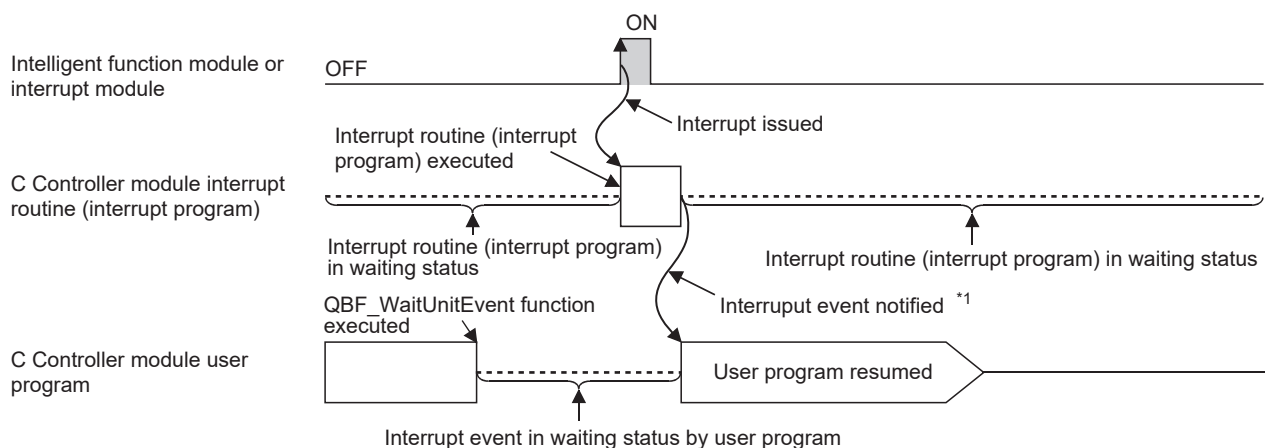 ON
Intelligent function module or
interrupt module
OFF
Interrupt issued
Interrupt routine (interrupt
program) executed
C Controller module interrupt
routine (interrupt program)
Interrupt routine (interrupt program)
in waiting status
Interrupt routine (interrupt program) in waiting status
QBF_WaitUnitEvent function
executed
Interruput event notified *1
C Controller module user
program
User program resumed
Interrupt event in waiting status by user program